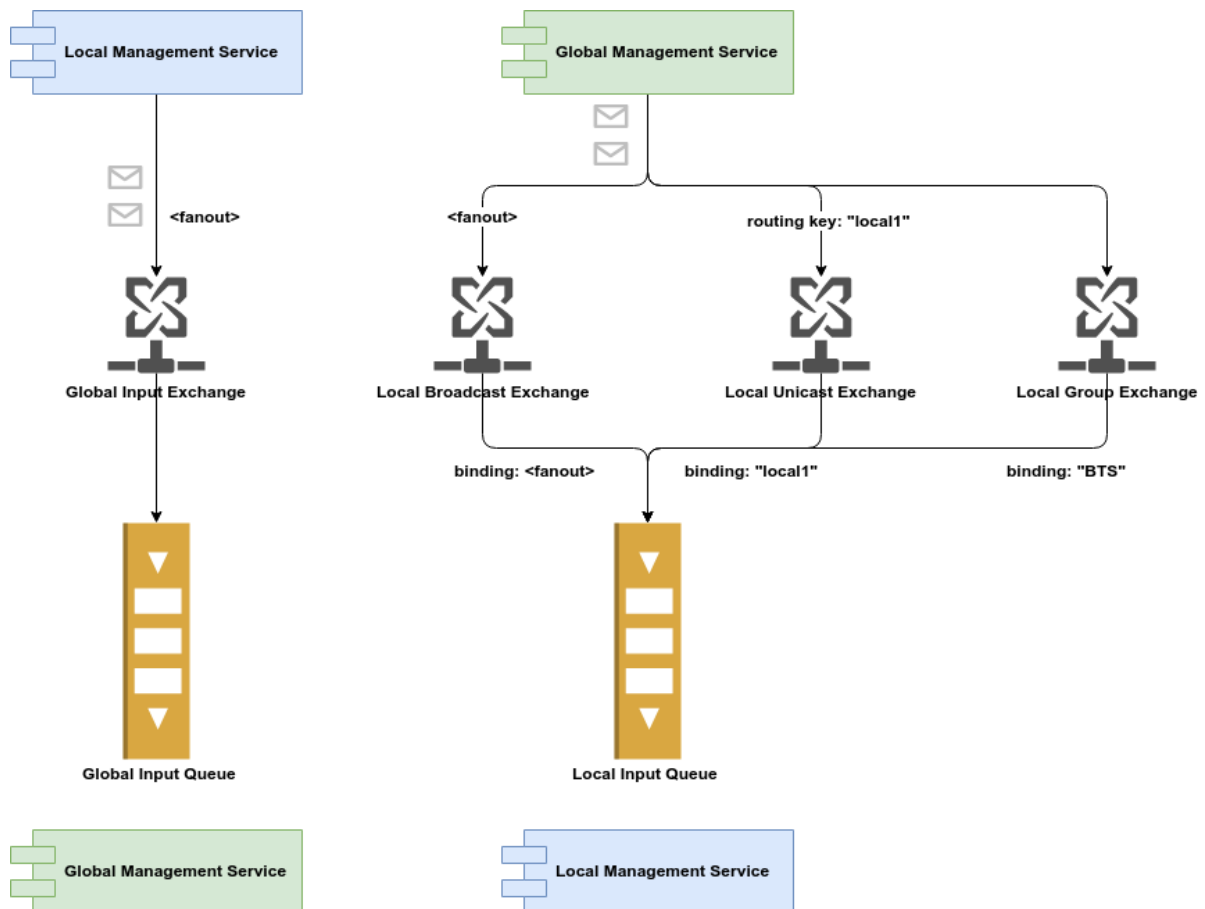 Local Management Service
Global Management Service
<fanout>
<fanout>
routing key: "local1"
Global Input Exchange
Local Broadcast Exchange
Local Unicast Exchange
Local Group Exchange
binding: <fanout>
binding: "local1"
binding: "BTS"
Global Input Queue
Local Input Queue
Global Management Service
Local Management Service